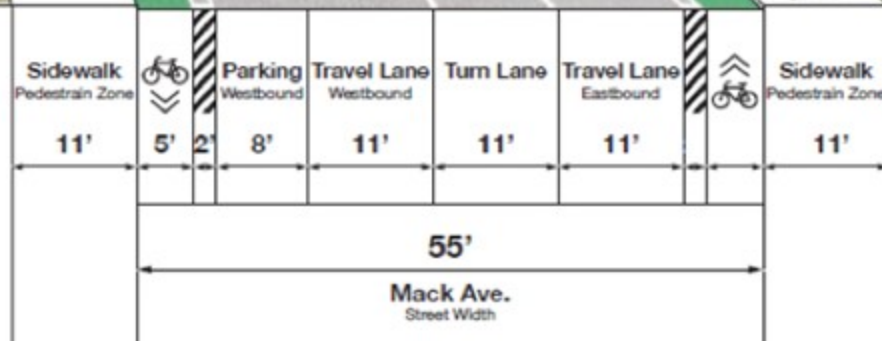 Sidewalk
Pedestrain Zone
11'
5'
2'
Parking
Westbound
8'
Travel Lane
Westbound
11'
Turn Lane
11'
Travel Lane
Eastbound
11'
Sidewalk
Pedestrain Zone
11'
55'
Mack Ave.
Street Width